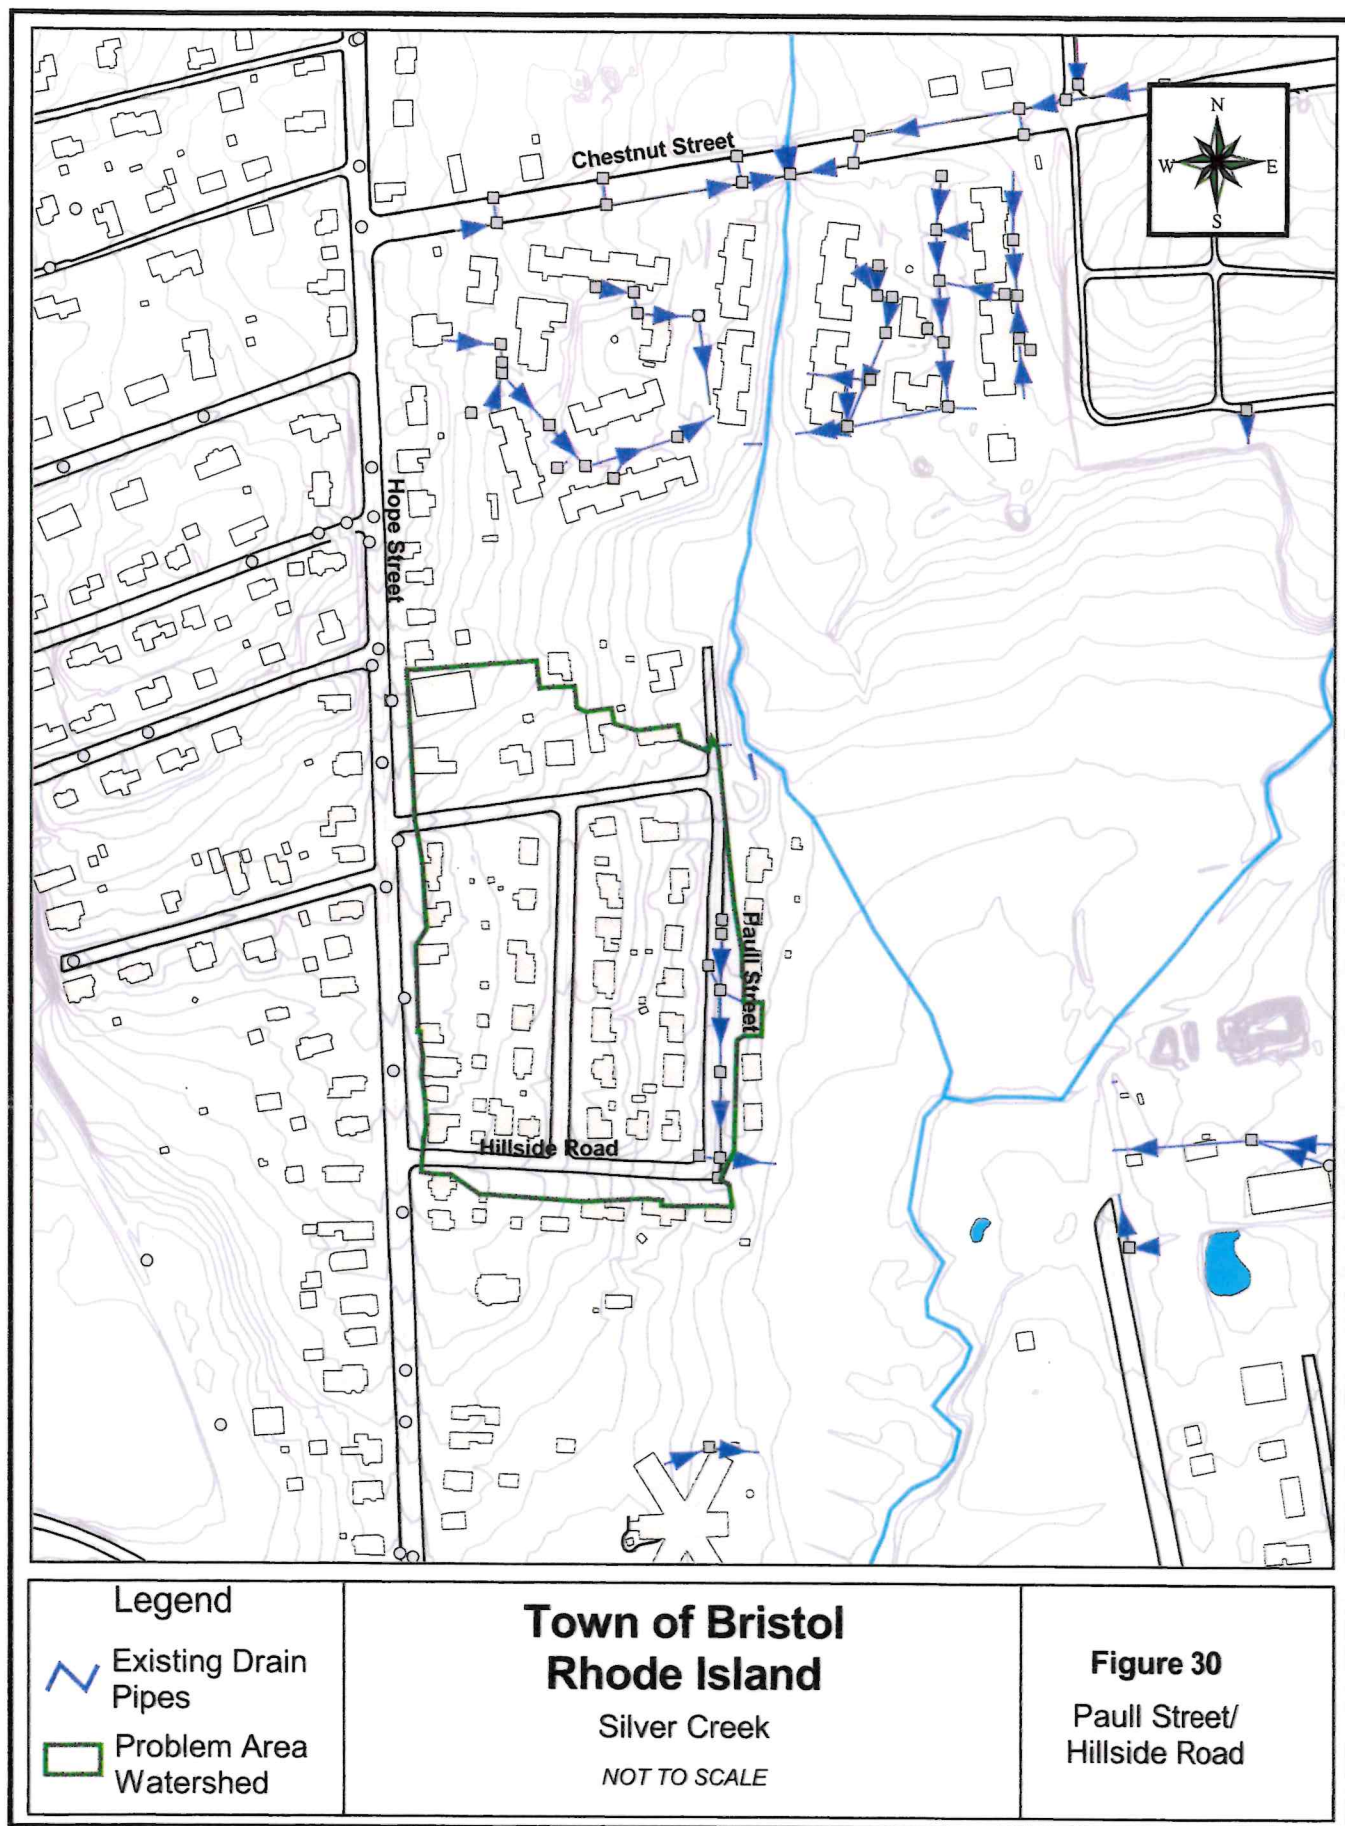 N
W E
S
Chestnut Street
Hope Street
Paull Street
Hillside Road
Legend
Existing Drain
Pipes
Problem Area
Watershed
Town of Bristol
Rhode Island
Silver Creek
NOT TO SCALE
Figure 30
Paull Street/
Hillside Road